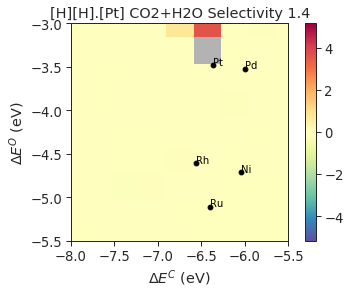 [H][H].[Pt] CO2+H2O Selectivity 1.4
−3.0
−3.5
−4.0
−4.5
−5.0
−5.5
ΔE^O (eV)
Pt
Pd
Rh
Ni
Ru
−8.0 −7.5 −7.0 −6.5 −6.0 −5.5
ΔE^C (eV)
4
2
0
−2
−4